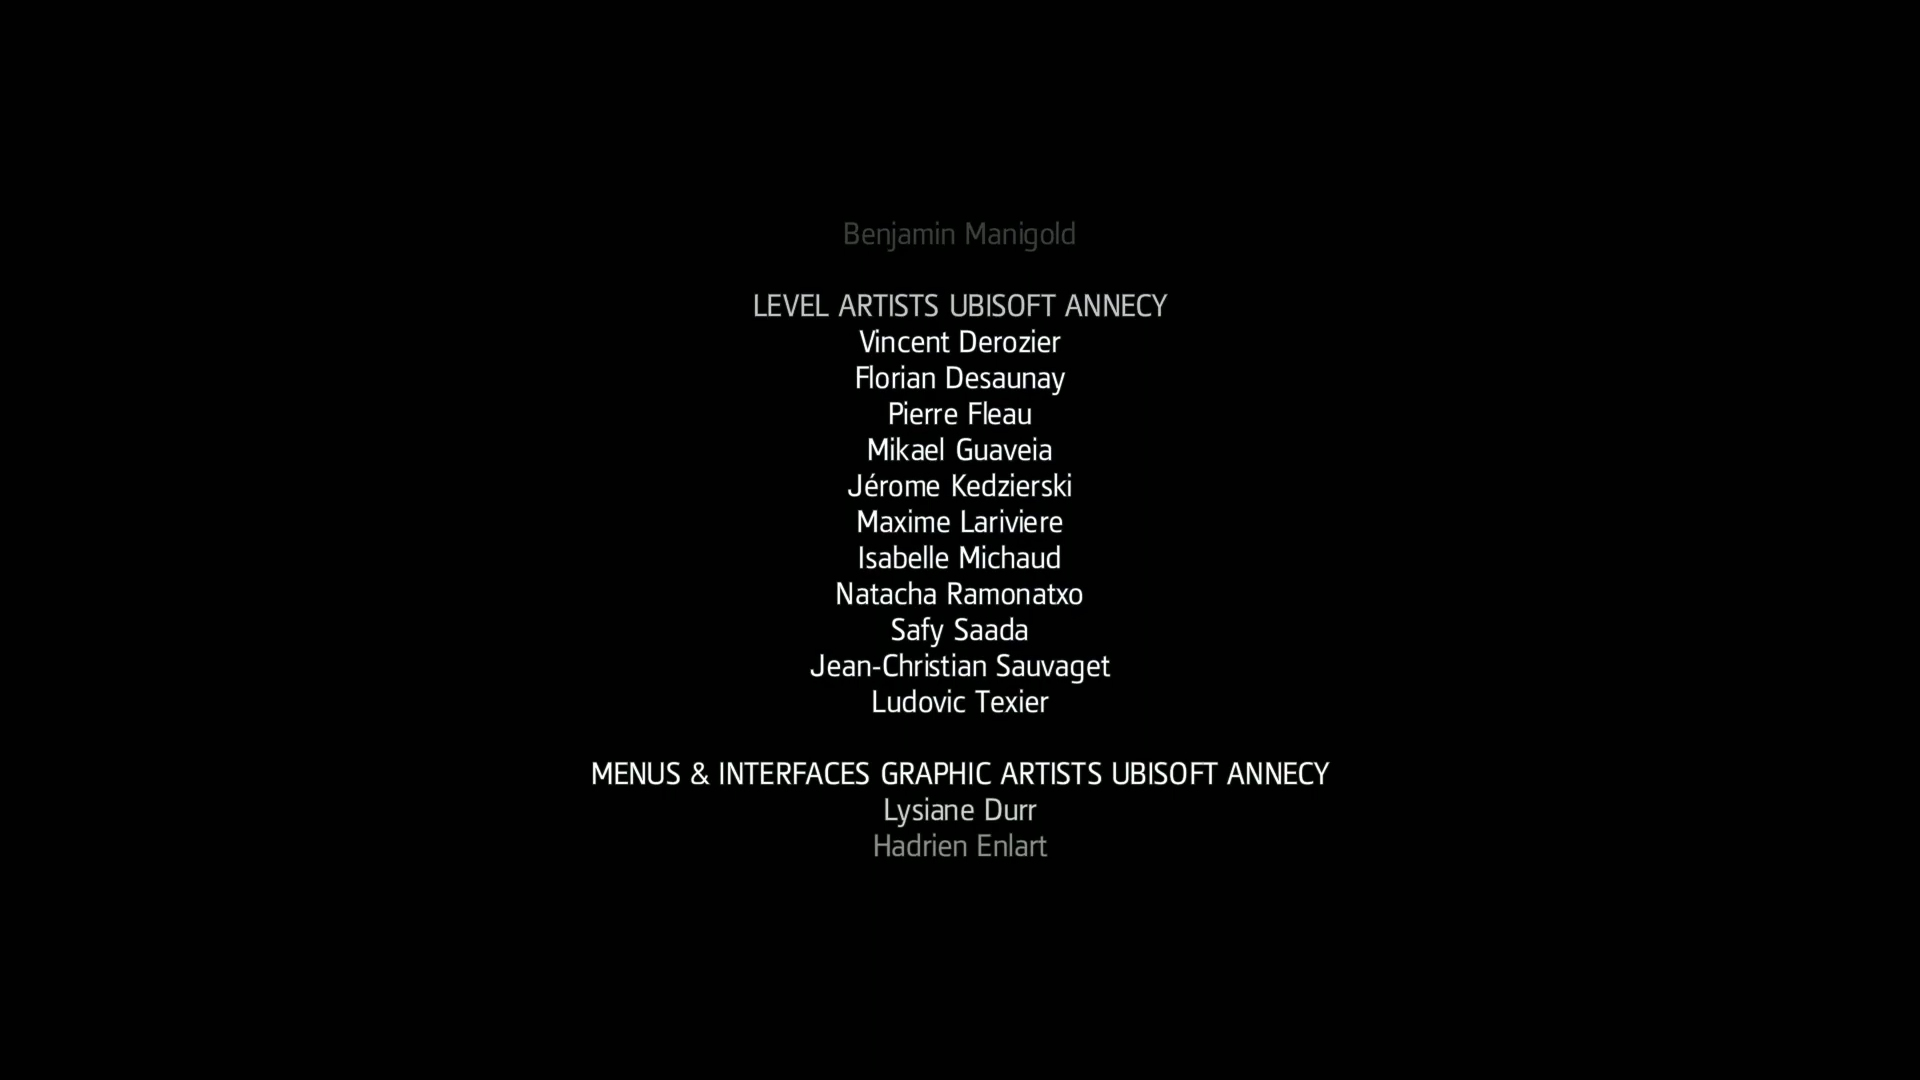 Benjamin Manigold
LEVEL ARTISTS UBISOFT ANNECY
Vincent Derozier
Florian Desaunay
Pierre Fleau
Mikael Guaveia
Jérome Kedzierski
Maxime Lariviere
Isabelle Michaud
Natacha Ramonatxo
Safy Saada
Jean-Christian Sauvaget
Ludovic Texier
MENUS & INTERFACES GRAPHIC ARTISTS UBISOFT ANNECY
Lysiane Durr
Hadrien Enlart